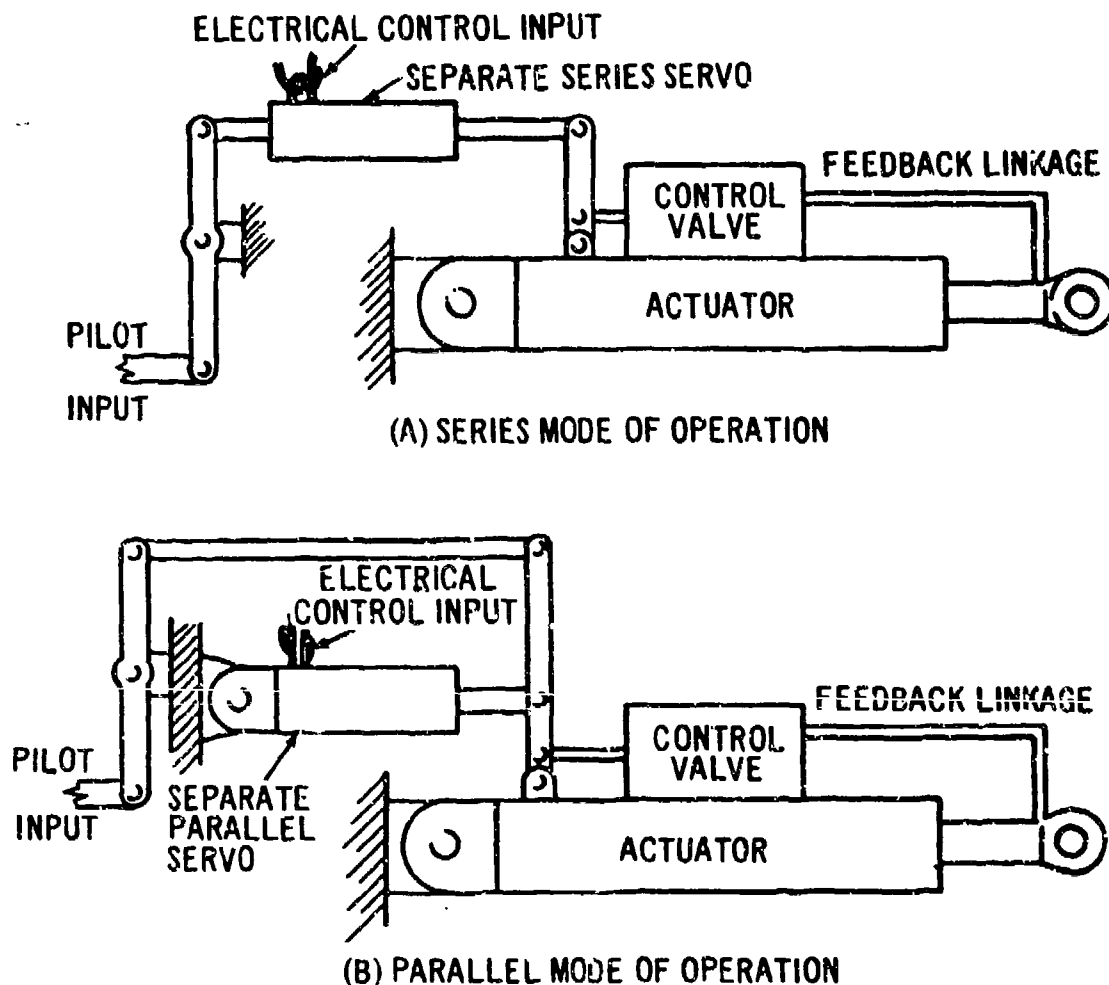 ELECTRICAL CONTROL INPUT
SEPARATE SERIES SERVO
FEEDBACK LINKAGE
CONTROL
VALVE
ACTUATOR
PILOT
INPUT
(A) SERIES MODE OF OPERATION
ELECTRICAL
CONTROL INPUT
FEEDBACK LINKAGE
CONTROL
VALVE
PILOT
INPUT
SEPARATE
PARALLEL
SERVO
ACTUATOR
(B) PARALLEL MODE OF OPERATION